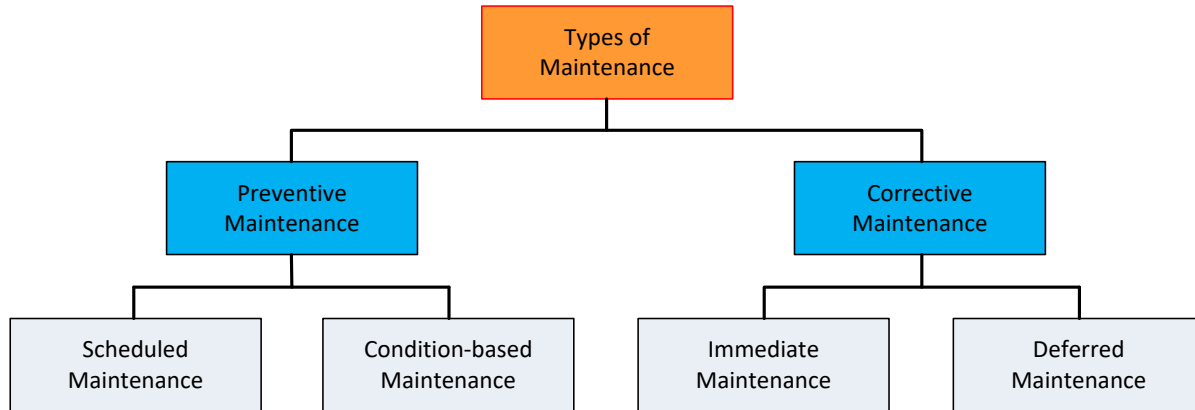 Types of
Maintenance
Preventive
Maintenance
Corrective
Maintenance
Scheduled
Maintenance
Condition-based
Maintenance
Immediate
Maintenance
Deferred
Maintenance